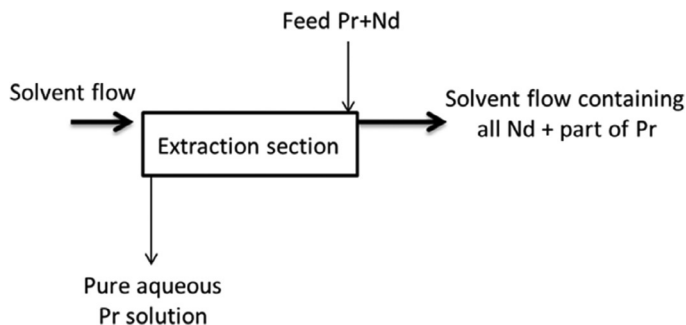 Feed Pr+Nd
Solvent flow
Extraction section
Solvent flow containing
all Nd + part of Pr
Pure aqueous
Pr solution